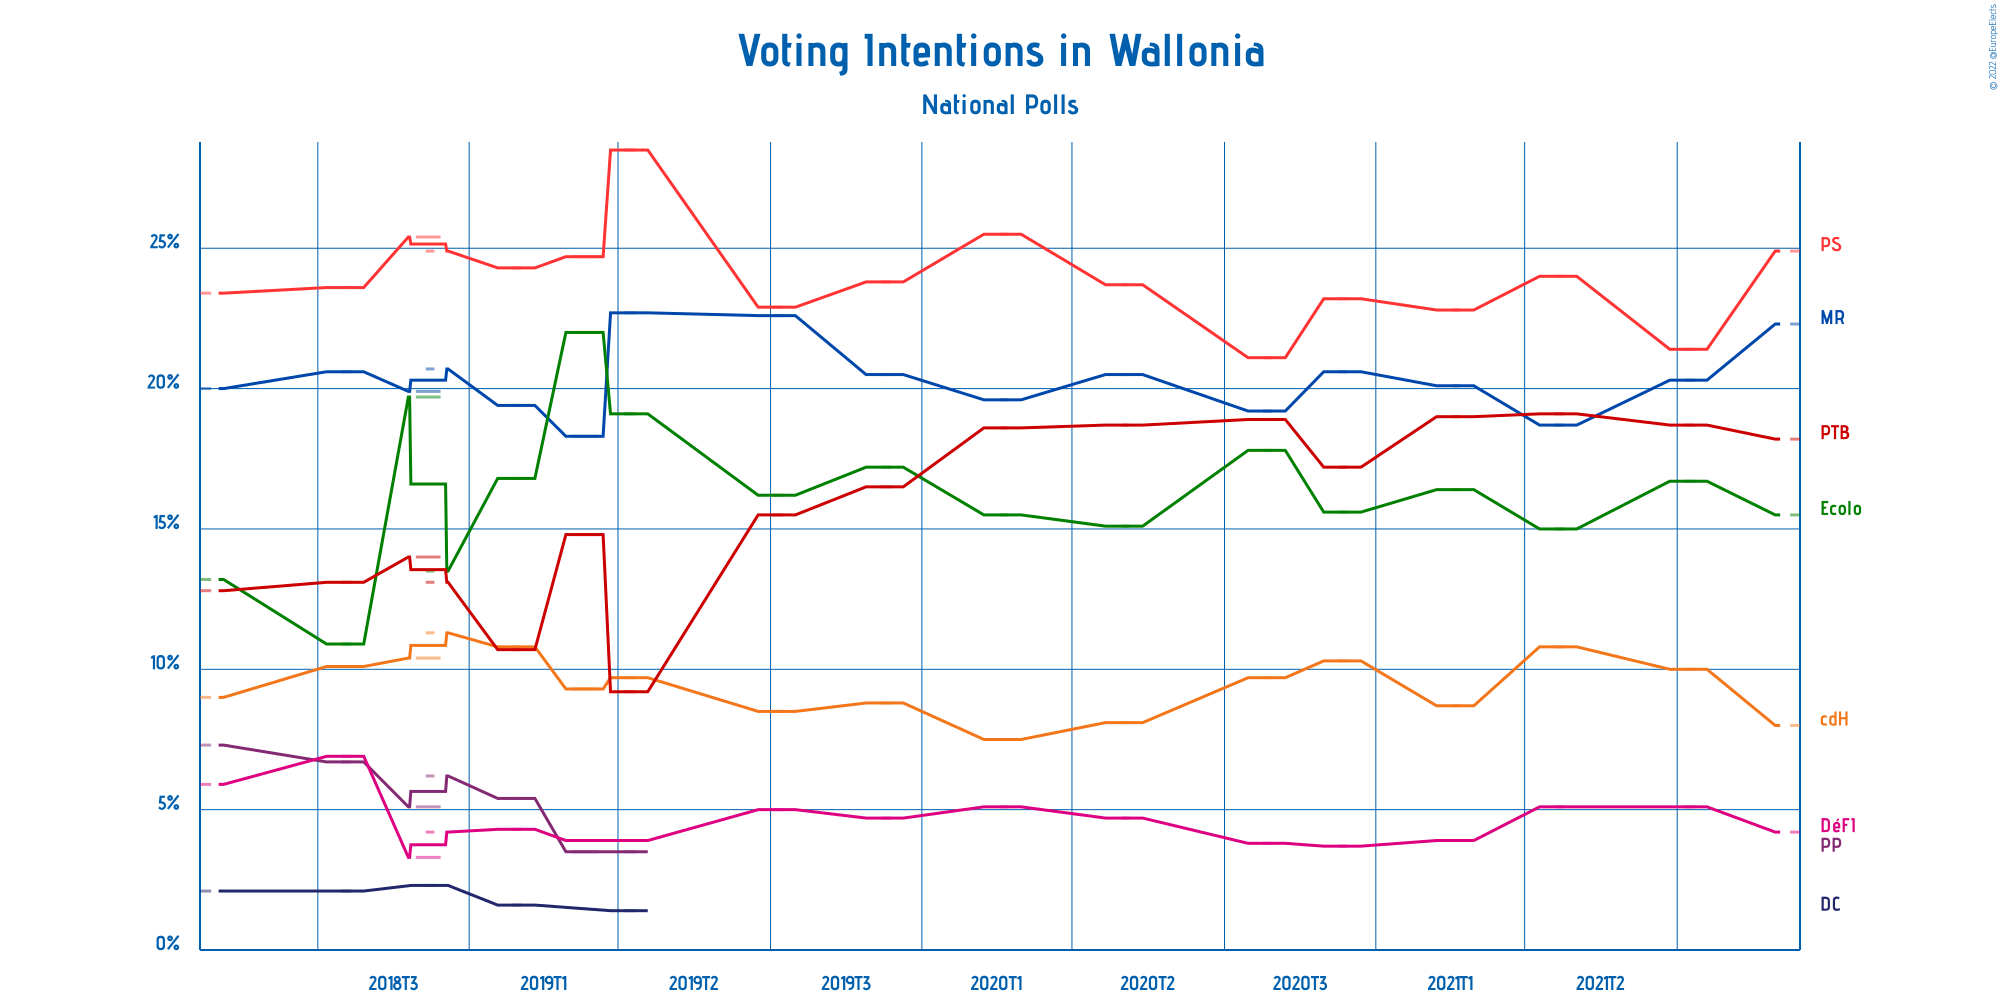 Voting Intentions in Wallonia
National Polls
© 2022 @EuropeElects
25%
20%
15%
10%
5%
0%
PS
MR
PTB
Ecolo
cdH
DéFI
PP
DC
2018T3
2019T1
2019T2
2019T3
2020T1
2020T2
2020T3
2021T1
2021T2